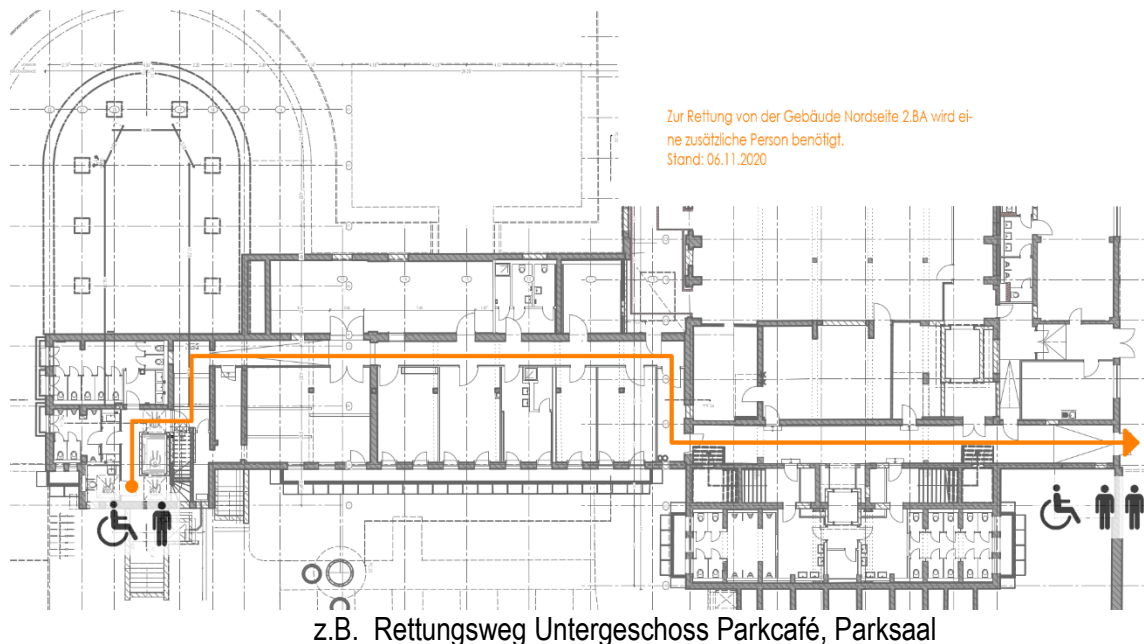 Zur Rettung von der Gebäude Nordseite 2.BA wird ei-
ne zusätzliche Person benötigt.
Stand: 06.11.2020
z.B. Rettungsweg Untergeschoss Parkcafé, Parksaal